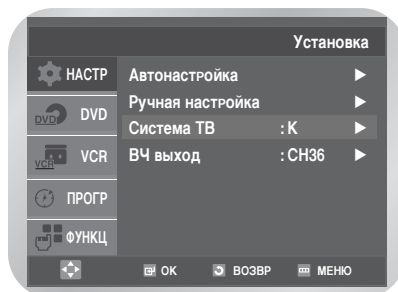 Установка
НАСТР
Автонастройка
Ручная настройка
DVD DVD
Система ТВ : K
VCR VCR
ВЧ выход : CH36
ПРОГР
ФУНКЦ
OK ВОЗВР МЕНЮ